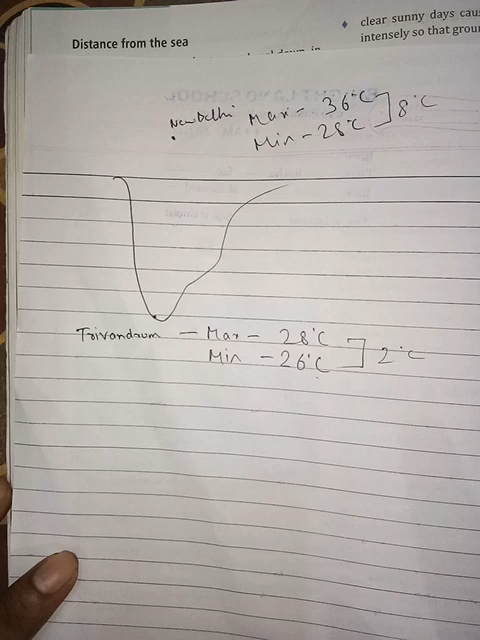 Distance from the sea
clear sunny days cau
intensely so that grou
New Delhi Max - 36°C ] 8°C
Min - 28°C
Trivandrum - Max - 28°C ] 2°C
Min - 26°C